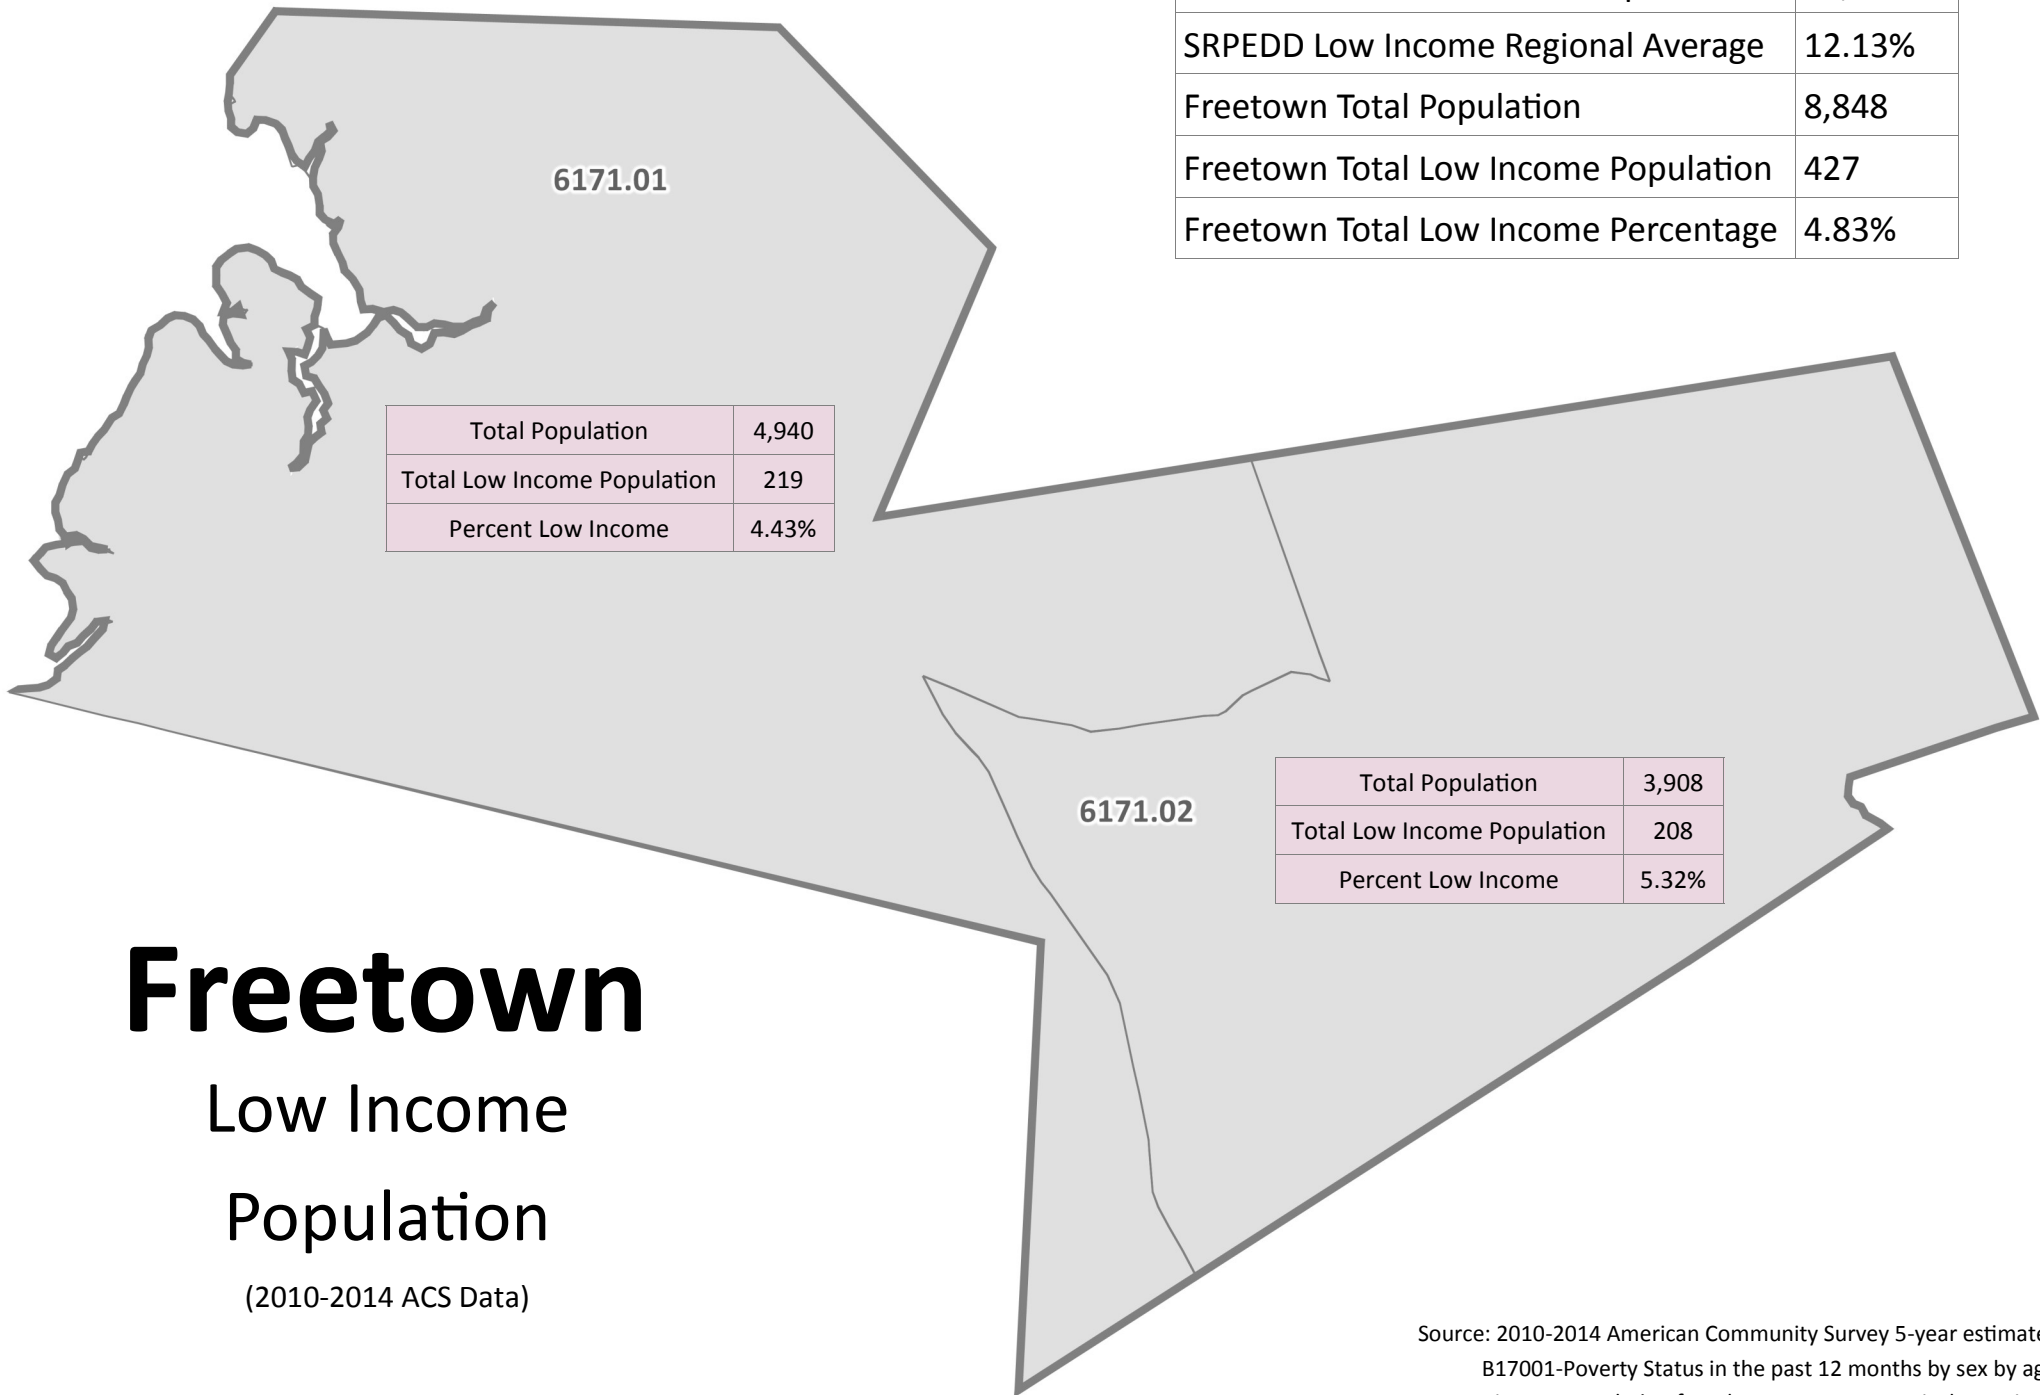 SRPEDD Low Income Regional Average 12.13%
Freetown Total Population 8,848
Freetown Total Low Income Population 427
Freetown Total Low Income Percentage 4.83%
6171.01
Total Population 4,940
Total Low Income Population 219
Percent Low Income 4.43%
6171.02
Total Population 3,908
Total Low Income Population 208
Percent Low Income 5.32%
Freetown
Low Income
Population
(2010-2014 ACS Data)
Source: 2010-2014 American Community Survey 5-year estimate
B17001-Poverty Status in the past 12 months by sex by ag